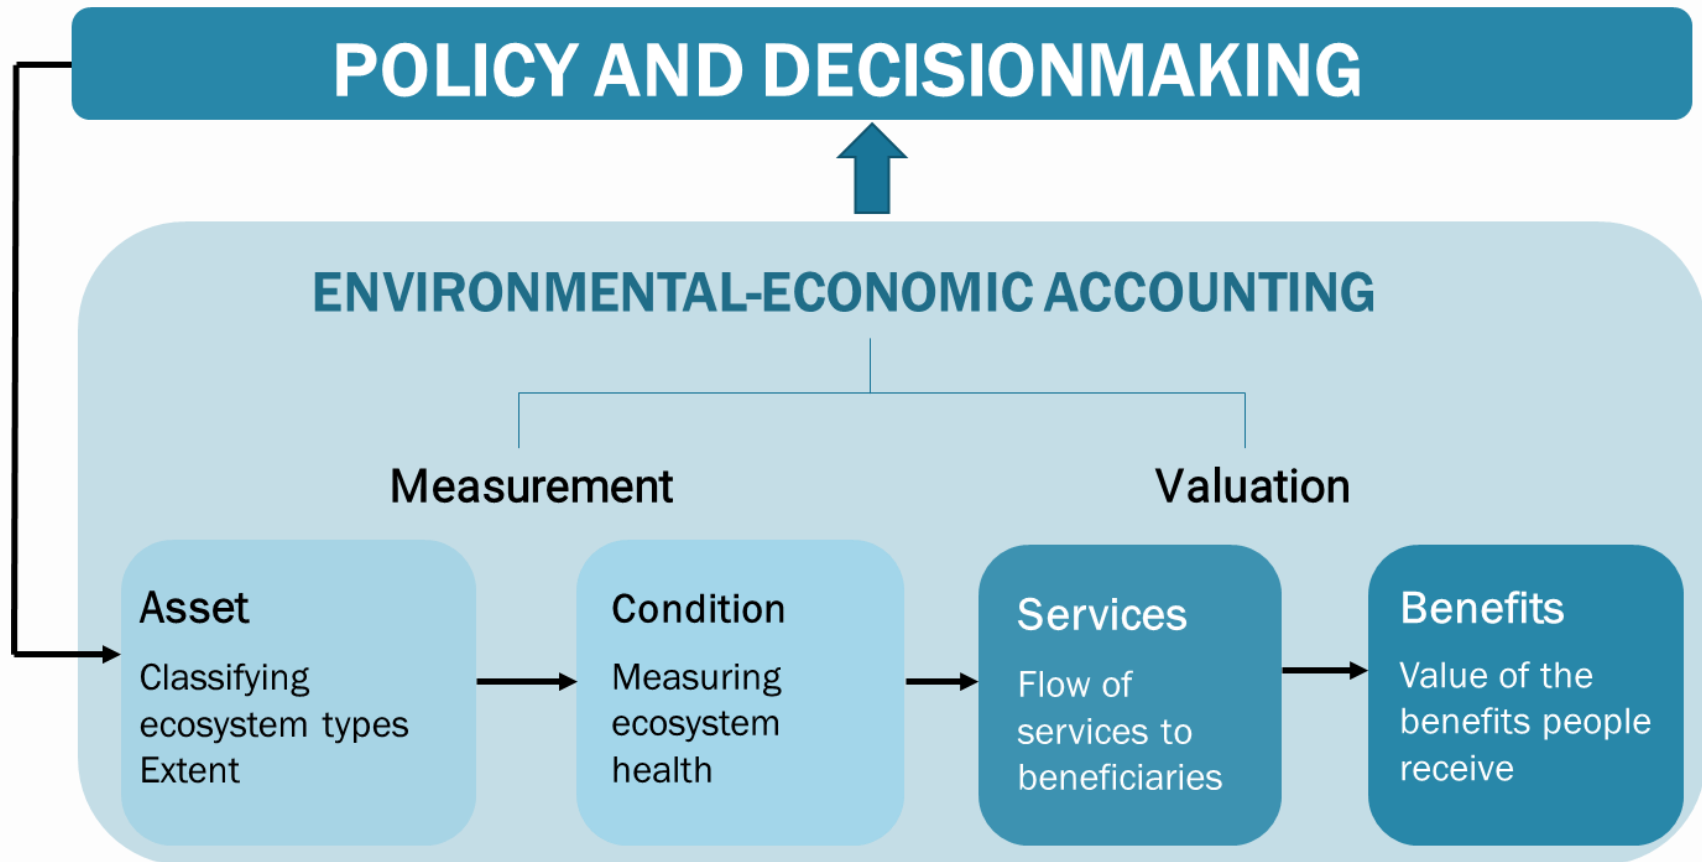 POLICY AND DECISIONMAKING
ENVIRONMENTAL-ECONOMIC ACCOUNTING
Measurement
Valuation
Asset
Classifying
ecosystem types
Extent
Condition
Measuring
ecosystem
health
Services
Flow of
services to
beneficiaries
Benefits
Value of the
benefits people
receive